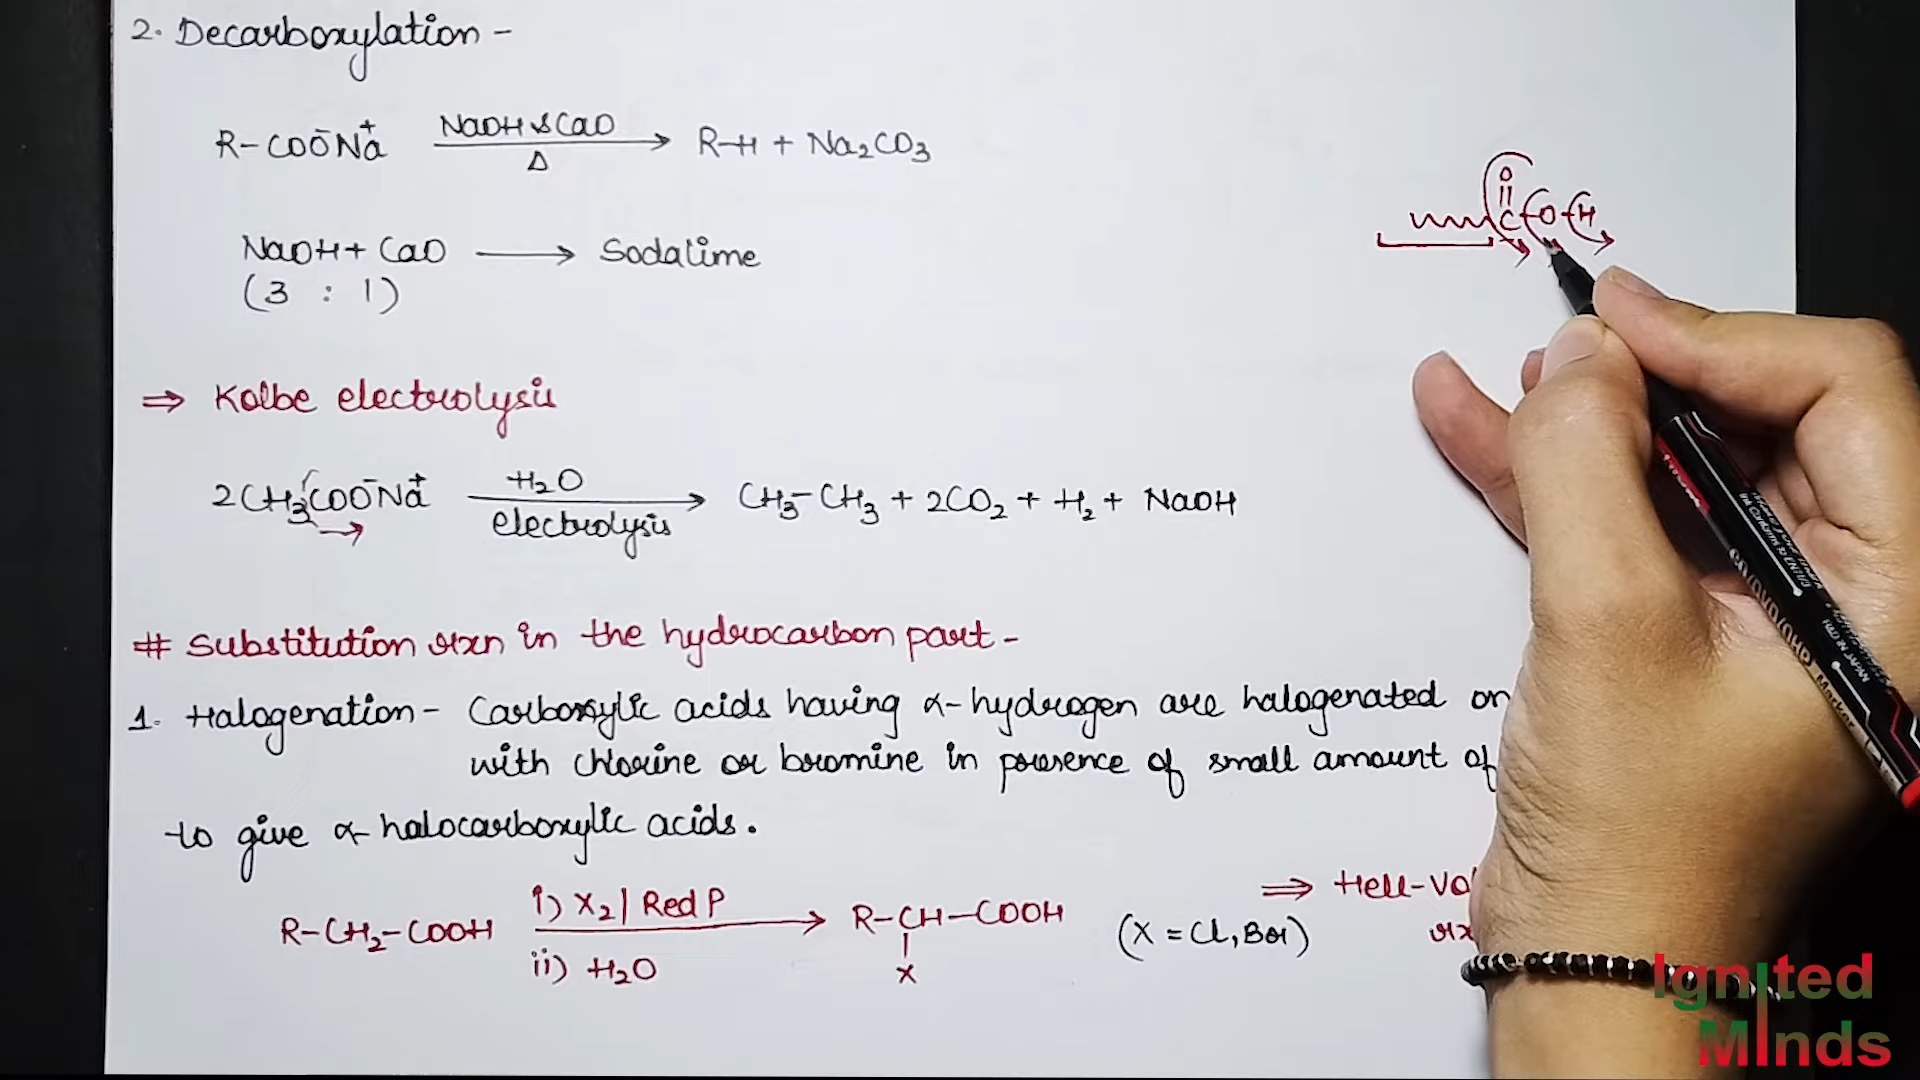 2. Decarboxylation -
R-COO⁻Na⁺ NaOH & CaO → Δ R-H + Na₂CO₃
O
||
C-O-H
NaOH + CaO → Sodalime
(3 : 1)
⇒ Kolbe electrolysis
2CH₃COO⁻Na⁺ H₂O → electrolysis CH₃-CH₃ + 2CO₂ + H₂ + NaOH
# Substitution rxn in the hydrocarbon part -
1. Halogenation - Carboxylic acids having α-hydrogen are halogenated on
with chlorine or bromine in presence of small amount of
to give α-halocarboxylic acids.
⇒ Hell-Vol
R-CH₂-COOH i) X₂ | Red P → ii) H₂O R-CH-COOH (X = Cl, Br)
|
X
rx
Ignited
Minds